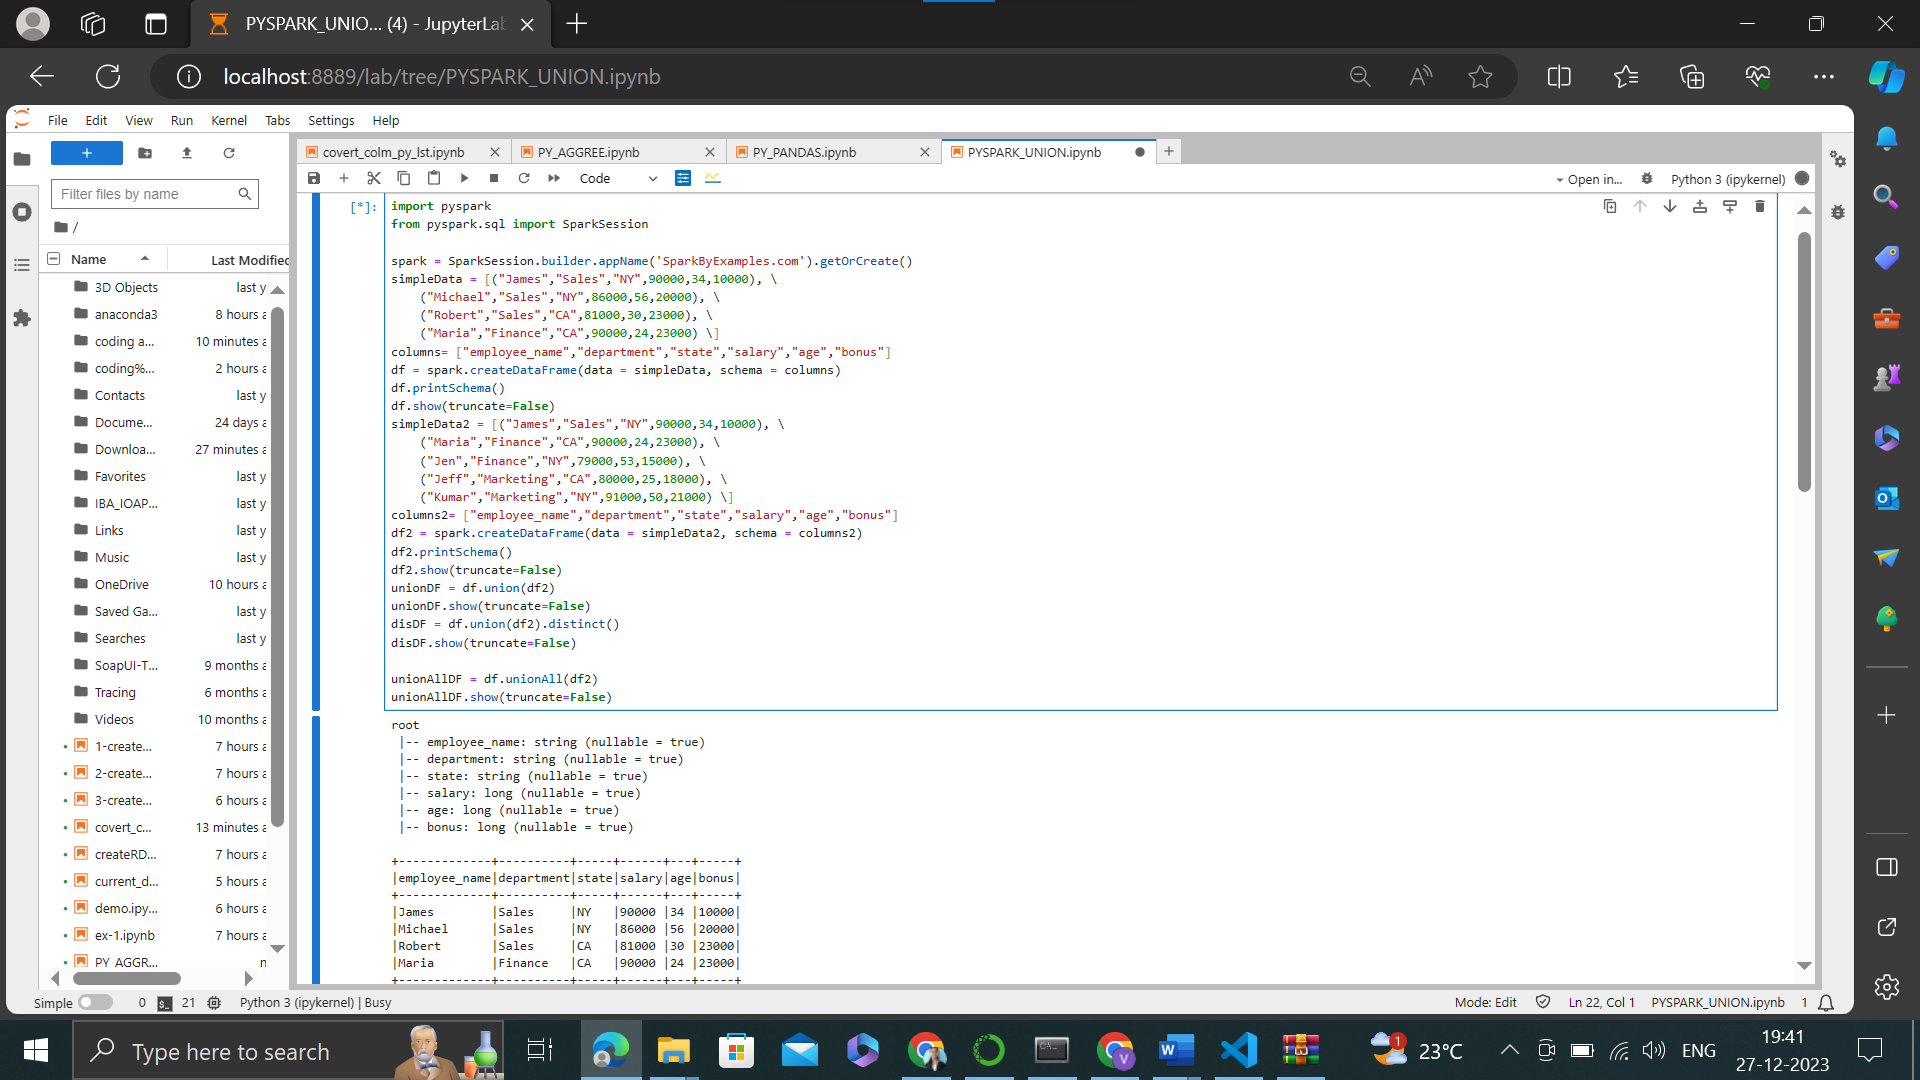 PYSPARK_UNIO... (4) - JupyterLab
localhost:8889/lab/tree/PYSPARK_UNION.ipynb
File Edit View Run Kernel Tabs Settings Help
covert_colm_py_lst.ipynb PY_AGGREE.ipynb PY_PANDAS.ipynb PYSPARK_UNION.ipynb
Code Open in... Python 3 (ipykernel)
Filter files by name
/
Name Last Modified
3D Objects last y
anaconda3 8 hours a
coding a... 10 minutes a
coding%... 2 hours a
Contacts last y
Docume... 24 days a
Downloa... 27 minutes a
Favorites last y
IBA_IOAP... last y
Links last y
Music last y
OneDrive 10 hours a
Saved Ga... last y
Searches last y
SoapUI-T... 9 months a
Tracing 6 months a
Videos 10 months a
1-create... 7 hours a
2-create... 7 hours a
3-create... 6 hours a
covert_c... 13 minutes a
createRD... 7 hours a
current_d... 5 hours a
demo.ipy... 6 hours a
ex-1.ipynb 7 hours a
PY_AGGR...
[*]:
import pyspark
from pyspark.sql import SparkSession
spark = SparkSession.builder.appName('SparkByExamples.com').getOrCreate()
simpleData = [("James","Sales","NY",90000,34,10000), \
("Michael","Sales","NY",86000,56,20000), \
("Robert","Sales","CA",81000,30,23000), \
("Maria","Finance","CA",90000,24,23000) \]
columns= ["employee_name","department","state","salary","age","bonus"]
df = spark.createDataFrame(data = simpleData, schema = columns)
df.printSchema()
df.show(truncate=False)
simpleData2 = [("James","Sales","NY",90000,34,10000), \
("Maria","Finance","CA",90000,24,23000), \
("Jen","Finance","NY",79000,53,15000), \
("Jeff","Marketing","CA",80000,25,18000), \
("Kumar","Marketing","NY",91000,50,21000) \]
columns2= ["employee_name","department","state","salary","age","bonus"]
df2 = spark.createDataFrame(data = simpleData2, schema = columns2)
df2.printSchema()
df2.show(truncate=False)
unionDF = df.union(df2)
unionDF.show(truncate=False)
disDF = df.union(df2).distinct()
disDF.show(truncate=False)
unionAllDF = df.unionAll(df2)
unionAllDF.show(truncate=False)
root
|-- employee_name: string (nullable = true)
|-- department: string (nullable = true)
|-- state: string (nullable = true)
|-- salary: long (nullable = true)
|-- age: long (nullable = true)
|-- bonus: long (nullable = true)
+-------------+----------+-----+------+---+-----+
|employee_name|department|state|salary|age|bonus|
+-------------+----------+-----+------+---+-----+
|James        |Sales     |NY   |90000 |34 |10000|
|Michael      |Sales     |NY   |86000 |56 |20000|
|Robert       |Sales     |CA   |81000 |30 |23000|
|Maria        |Finance   |CA   |90000 |24 |23000|
+-------------+----------+-----+------+---+-----+
Simple 0 21 Python 3 (ipykernel) | Busy Mode: Edit Ln 22, Col 1 PYSPARK_UNION.ipynb 1
Type here to search 1 23°C ENG 19:41
27-12-2023